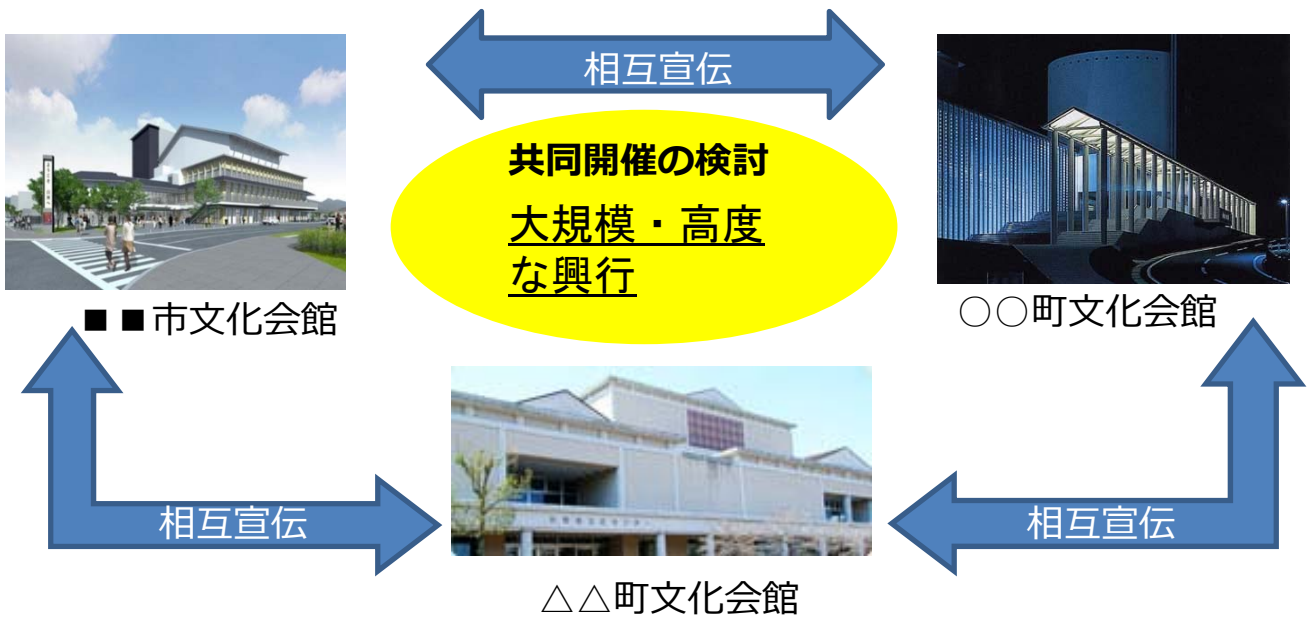 相互宣伝
共同開催の検討
大規模・高度
な興行
■■市文化会館
○○町文化会館
相互宣伝
相互宣伝
△△町文化会館